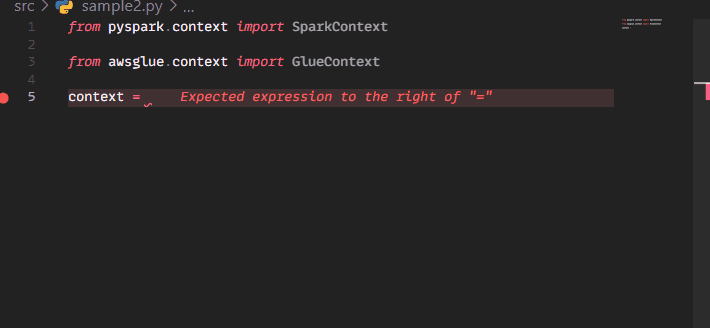 src > sample2.py > ...
1 from pyspark.context import SparkContext
2
3 from awsglue.context import GlueContext
4
5 context = Expected expression to the right of "="